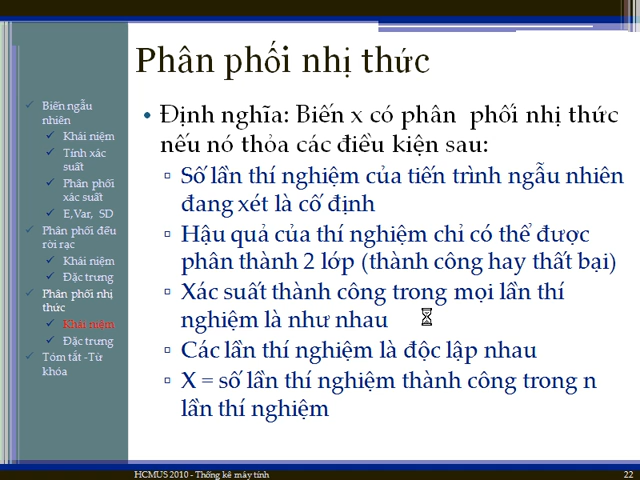 Phân phối nhị thức
Biến ngẫu
nhiên
Khái niệm
Tính xác
suất
Phân phối
xác suất
E,Var, SD
Phân phối đều
rời rạc
Khái niệm
Đặc trưng
Phân phối nhị
thức
Khái niệm
Đặc trưng
Tóm tắt -Từ
khóa
• Định nghĩa: Biến x có phân phối nhị thức
nếu nó thỏa các điều kiện sau:
Số lần thí nghiệm của tiến trình ngẫu nhiên
đang xét là cố định
Hậu quả của thí nghiệm chỉ có thể được
phân thành 2 lớp (thành công hay thất bại)
Xác suất thành công trong mọi lần thí
nghiệm là như nhau
Các lần thí nghiệm là độc lập nhau
X = số lần thí nghiệm thành công trong n
lần thí nghiệm
HCMUS 2010 - Thống kê máy tính
22